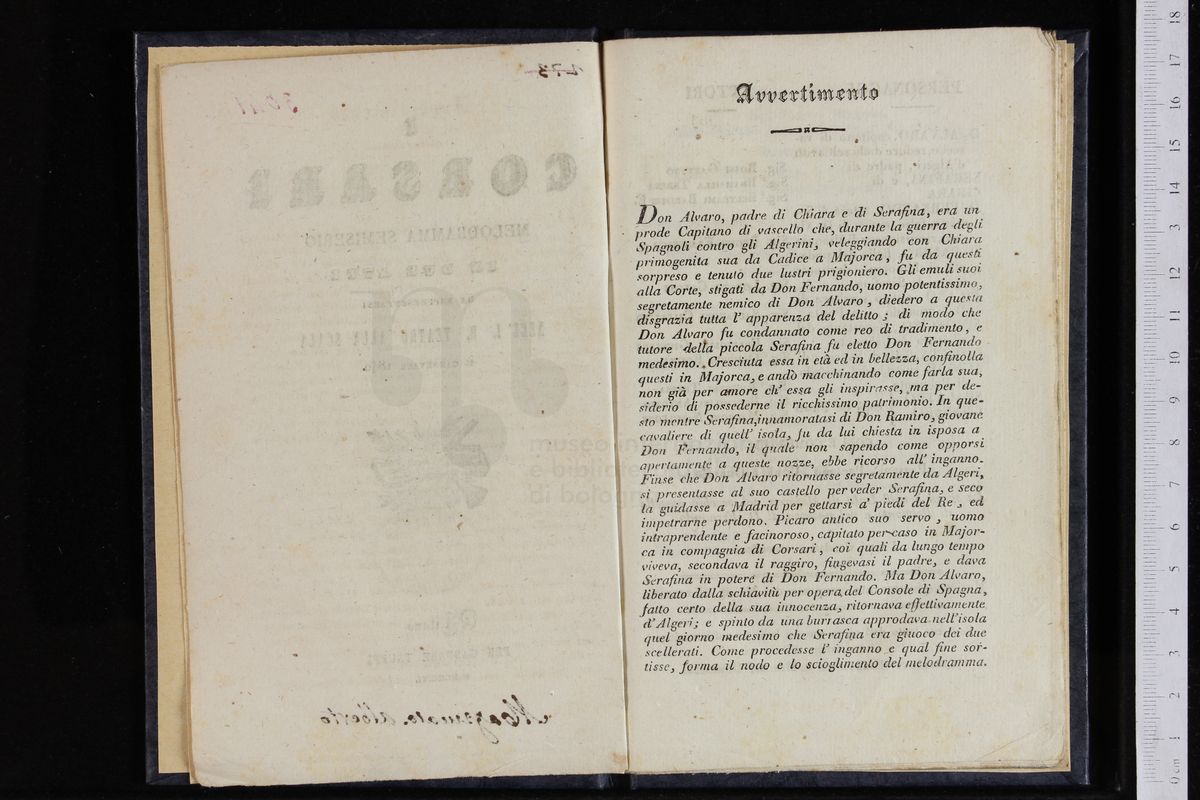 Avvertimento
Don Alvaro, padre di Chiara e di Serafina, era un
prode Capitano di vascello che, durante la guerra degli
Spagnoli contro gli Algerini, veleggiando con Chiara
primogenita sua da Cadice a Majorca, fu da questi
sorpreso e tenuto due lustri prigioniero. Gli emuli suoi
alla Corte, stigati da Don Fernando, uomo potentissimo,
segretamente nemico di Don Alvaro, diedero a questa
disgrazia tutta l' apparenza del delitto; di modo che
Don Alvaro fu condannato come reo di tradimento, e
tutore della piccola Serafina fu eletto Don Fernando
medesimo. Cresciuta essa in età ed in bellezza, confinolla
questi in Majorca, e andò macchinando come farla sua,
non già per amore ch' essa gli inspirasse, ma per de-
siderio di possederne il ricchissimo patrimonio. In que-
sto mentre Serafina, innamoratasi di Don Ramiro, giovane
cavaliere di quell' isola, fu da lui chiesta in isposa a
Don Fernando, il quale non sapendo come opporsi
apertamente a queste nozze, ebbe ricorso all' inganno.
Finse che Don Alvaro ritornasse segretamente da Algeri,
si presentasse al suo castello per veder Serafina, e seco
la guidasse a Madrid per gettarsi a' piedi del Re, ed
impetrarne perdono. Picaro antico suo servo, uomo
intraprendente e facinoroso, capitato per caso in Major-
ca in compagnia di Corsari, coi quali da lungo tempo
viveva, secondava il raggiro, fingevasi il padre, e dava
Serafina in potere di Don Fernando. Ma Don Alvaro,
liberato dalla schiavitù per opera del Console di Spagna,
fatto certo della sua innocenza, ritornava effettivamente
d'Algeri; e spinto da una burrasca approdava nell'isola
quel giorno medesimo che Serafina era giuoco dei due
scellerati. Come procedesse l' inganno e qual fine sor-
tisse, forma il nodo e lo scioglimento del melodramma.